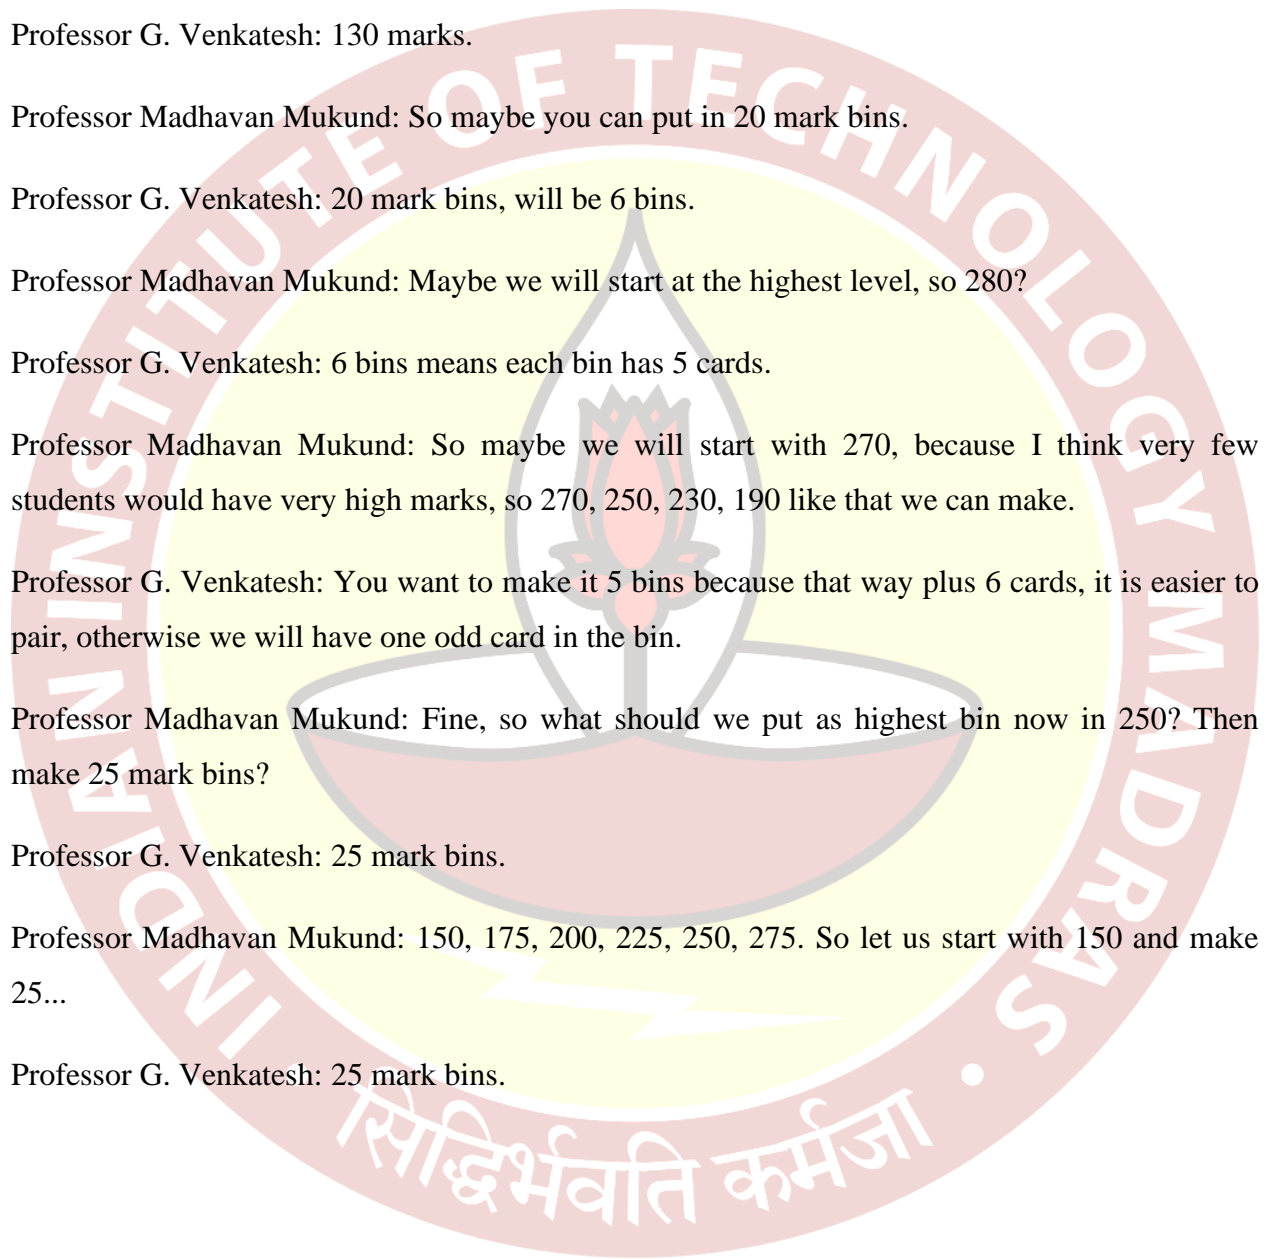 Professor G. Venkatesh: 130 marks.
Professor Madhavan Mukund: So maybe you can put in 20 mark bins.
Professor G. Venkatesh: 20 mark bins, will be 6 bins.
Professor Madhavan Mukund: Maybe we will start at the highest level, so 280?
Professor G. Venkatesh: 6 bins means each bin has 5 cards.
Professor Madhavan Mukund: So maybe we will start with 270, because I think very few
students would have very high marks, so 270, 250, 230, 190 like that we can make.
Professor G. Venkatesh: You want to make it 5 bins because that way plus 6 cards, it is easier to
pair, otherwise we will have one odd card in the bin.
Professor Madhavan Mukund: Fine, so what should we put as highest bin now in 250? Then
make 25 mark bins?
Professor G. Venkatesh: 25 mark bins.
Professor Madhavan Mukund: 150, 175, 200, 225, 250, 275. So let us start with 150 and make
25...
Professor G. Venkatesh: 25 mark bins.
INDIAN INSTITUTE OF TECHNOLOGY MADRAS
सिद्धिर्भवति कर्मजा